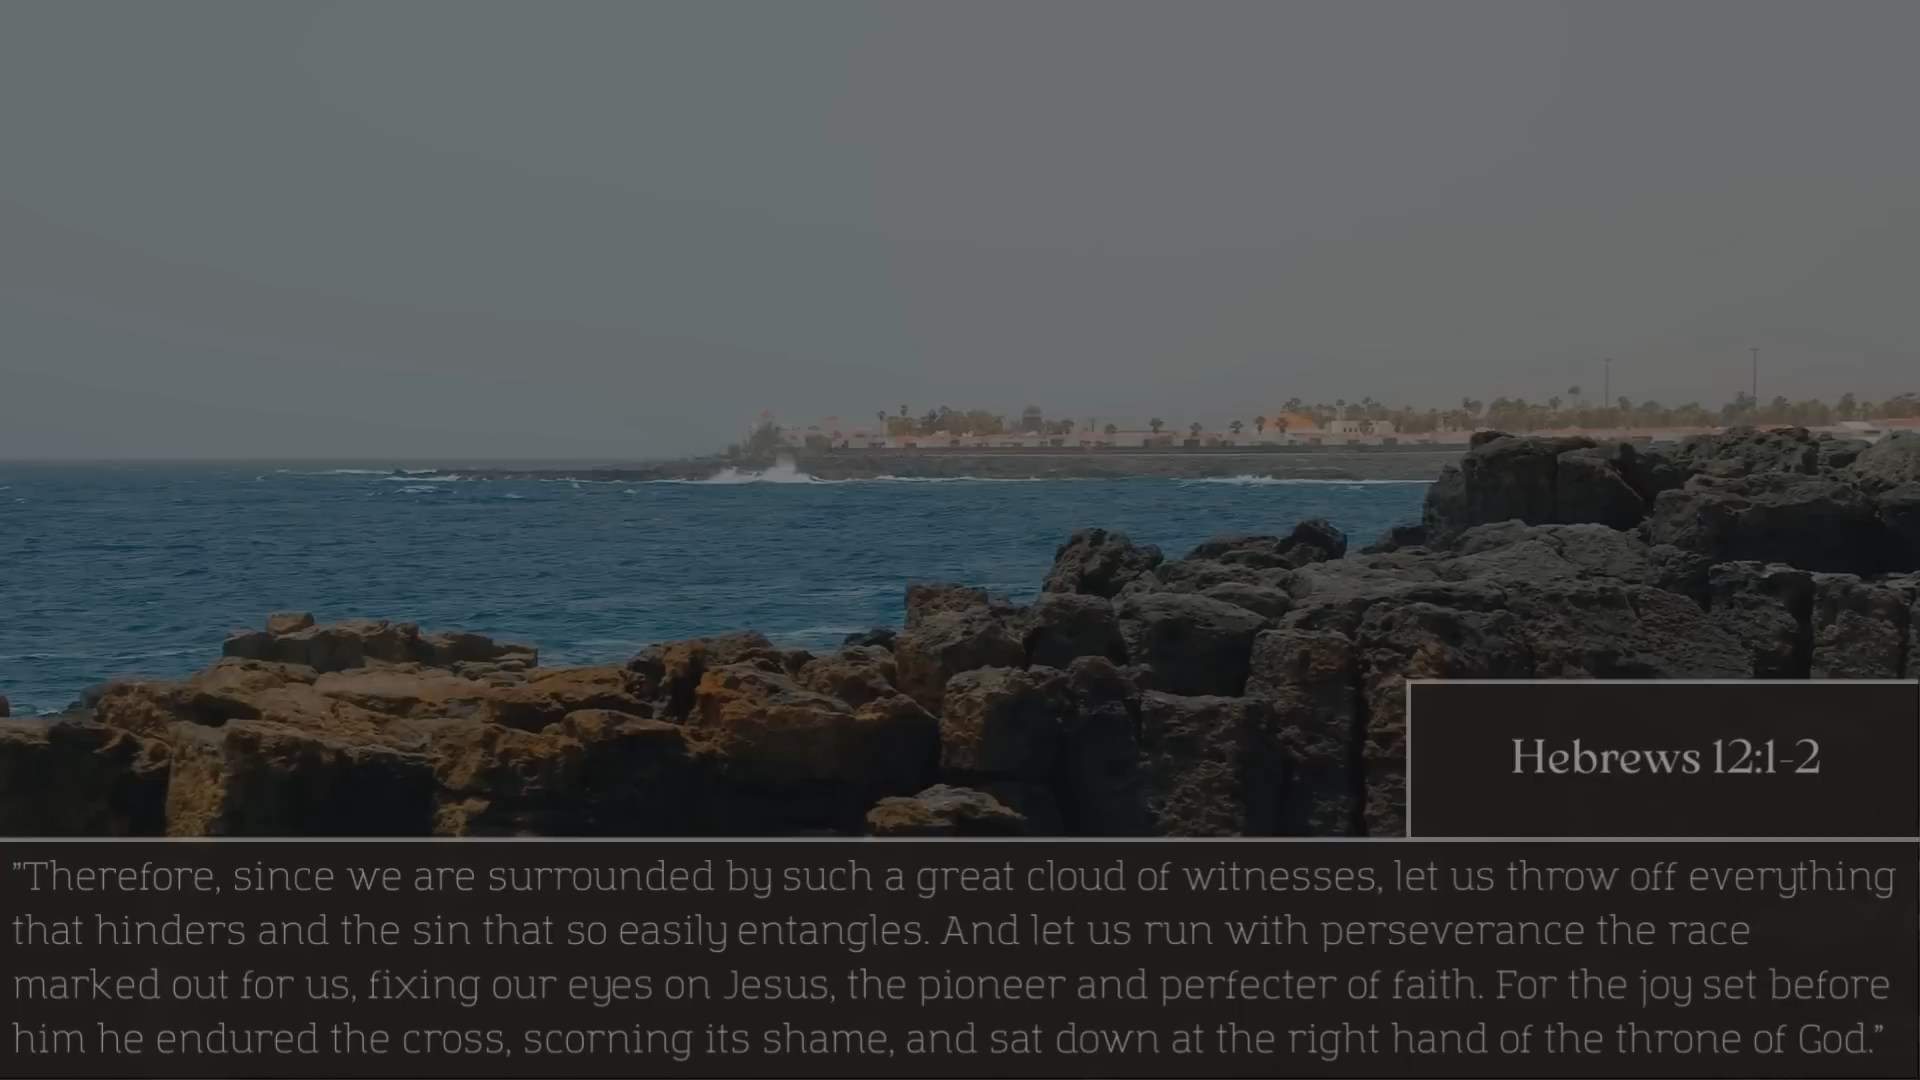 Hebrews 12:1-2
”Therefore, since we are surrounded by such a great cloud of witnesses, let us throw off everything
that hinders and the sin that so easily entangles. And let us run with perseverance the race
marked out for us, fixing our eyes on Jesus, the pioneer and perfecter of faith. For the joy set before
him he endured the cross, scorning its shame, and sat down at the right hand of the throne of God.”